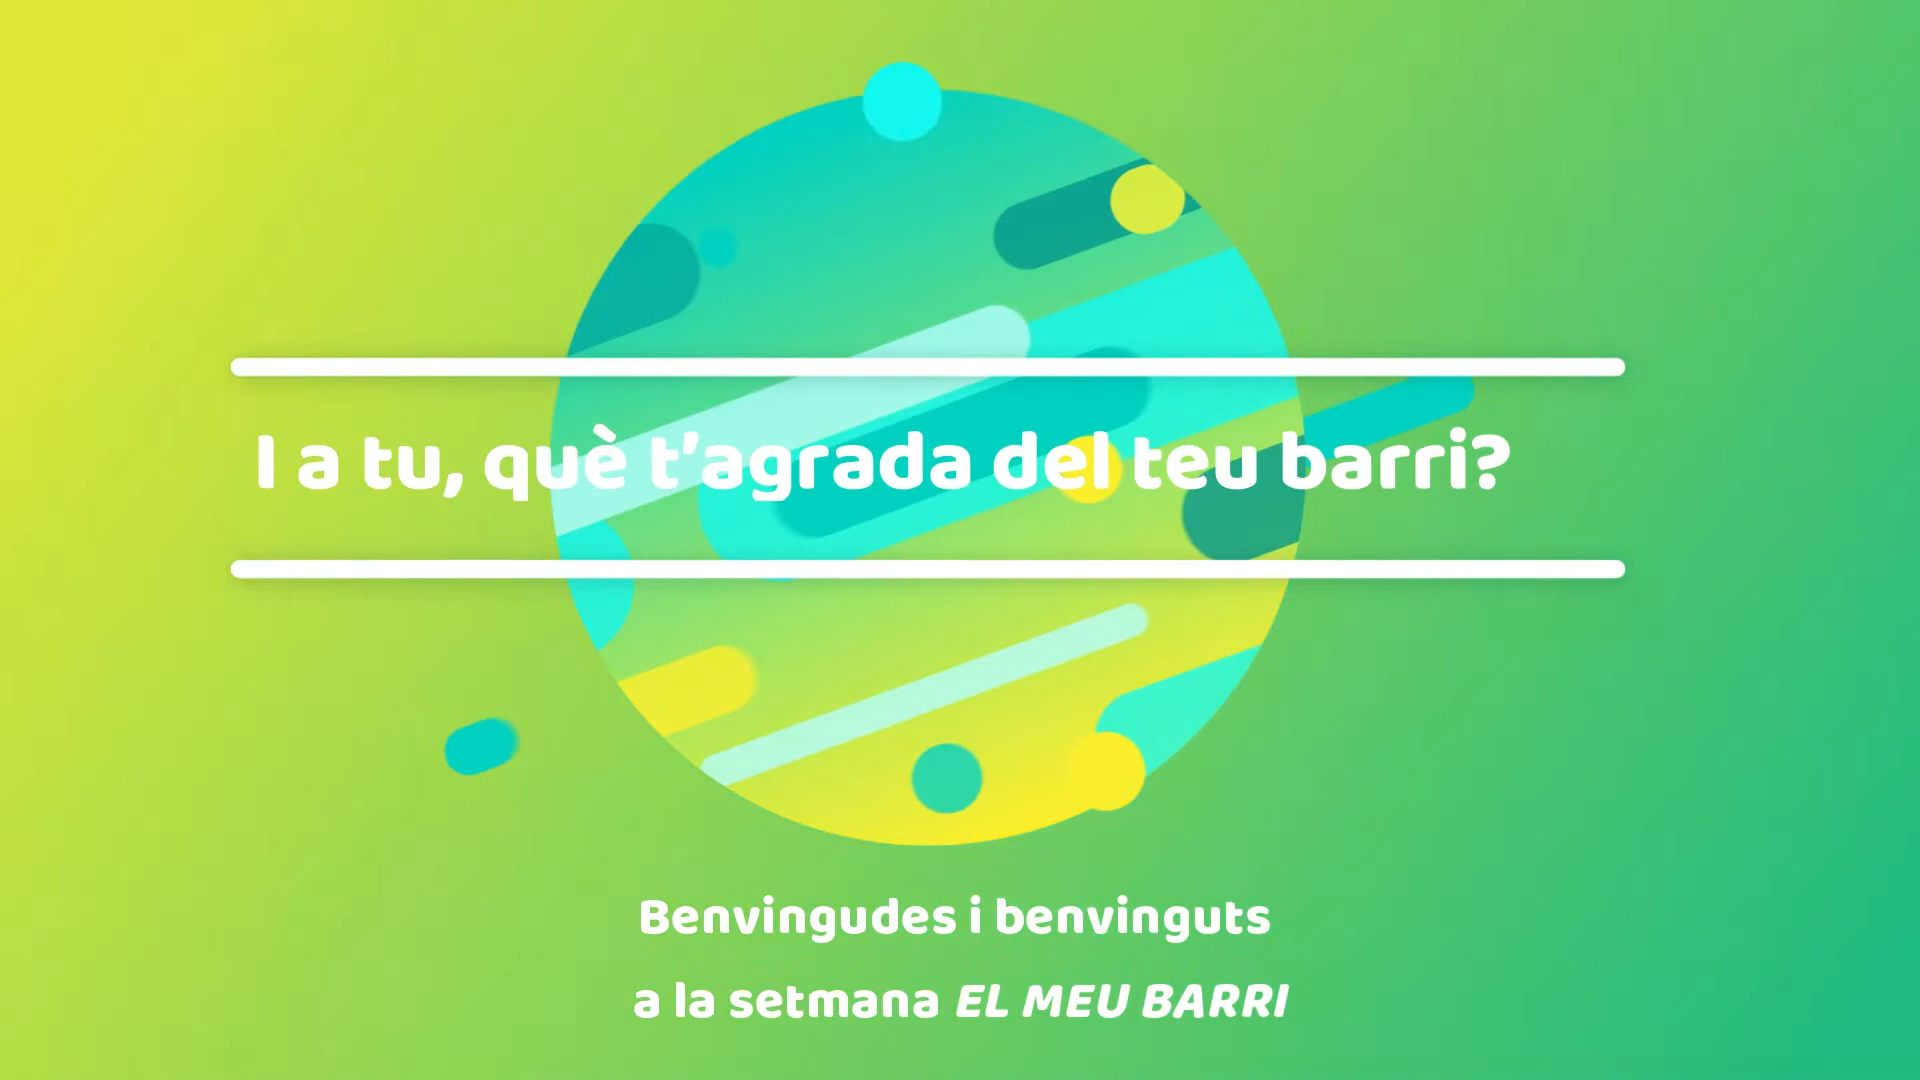 I a tu, què t’agrada del teu barri?
Benvingudes i benvinguts
a la setmana EL MEU BARRI